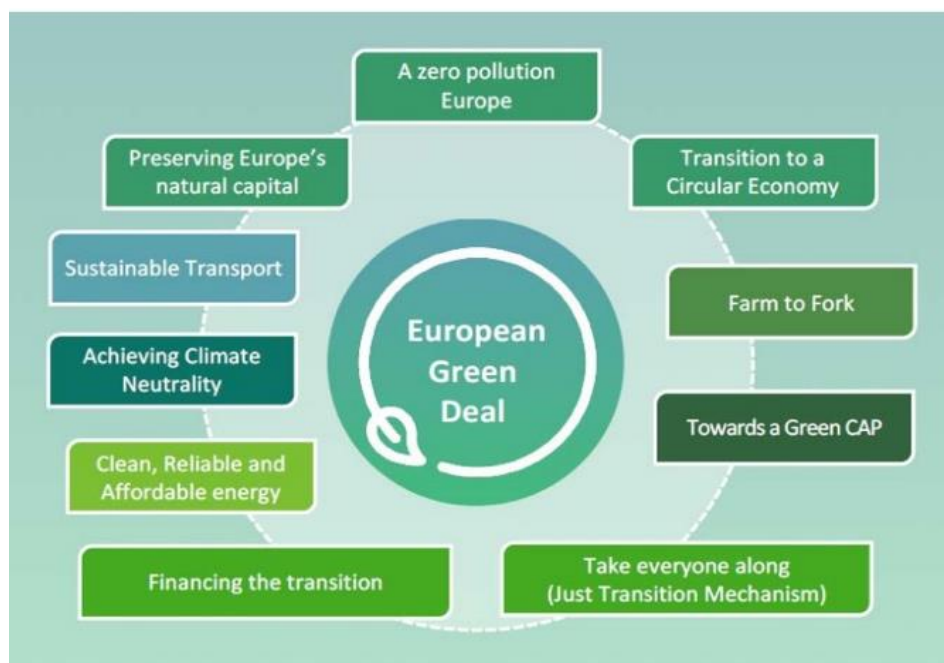 A zero pollution
Europe
Preserving Europe's
natural capital
Transition to a
Circular Economy
Sustainable Transport
Farm to Fork
European
Green
Deal
Achieving Climate
Neutrality
Towards a Green CAP
Clean, Reliable and
Affordable energy
Financing the transition
Take everyone along
(Just Transition Mechanism)